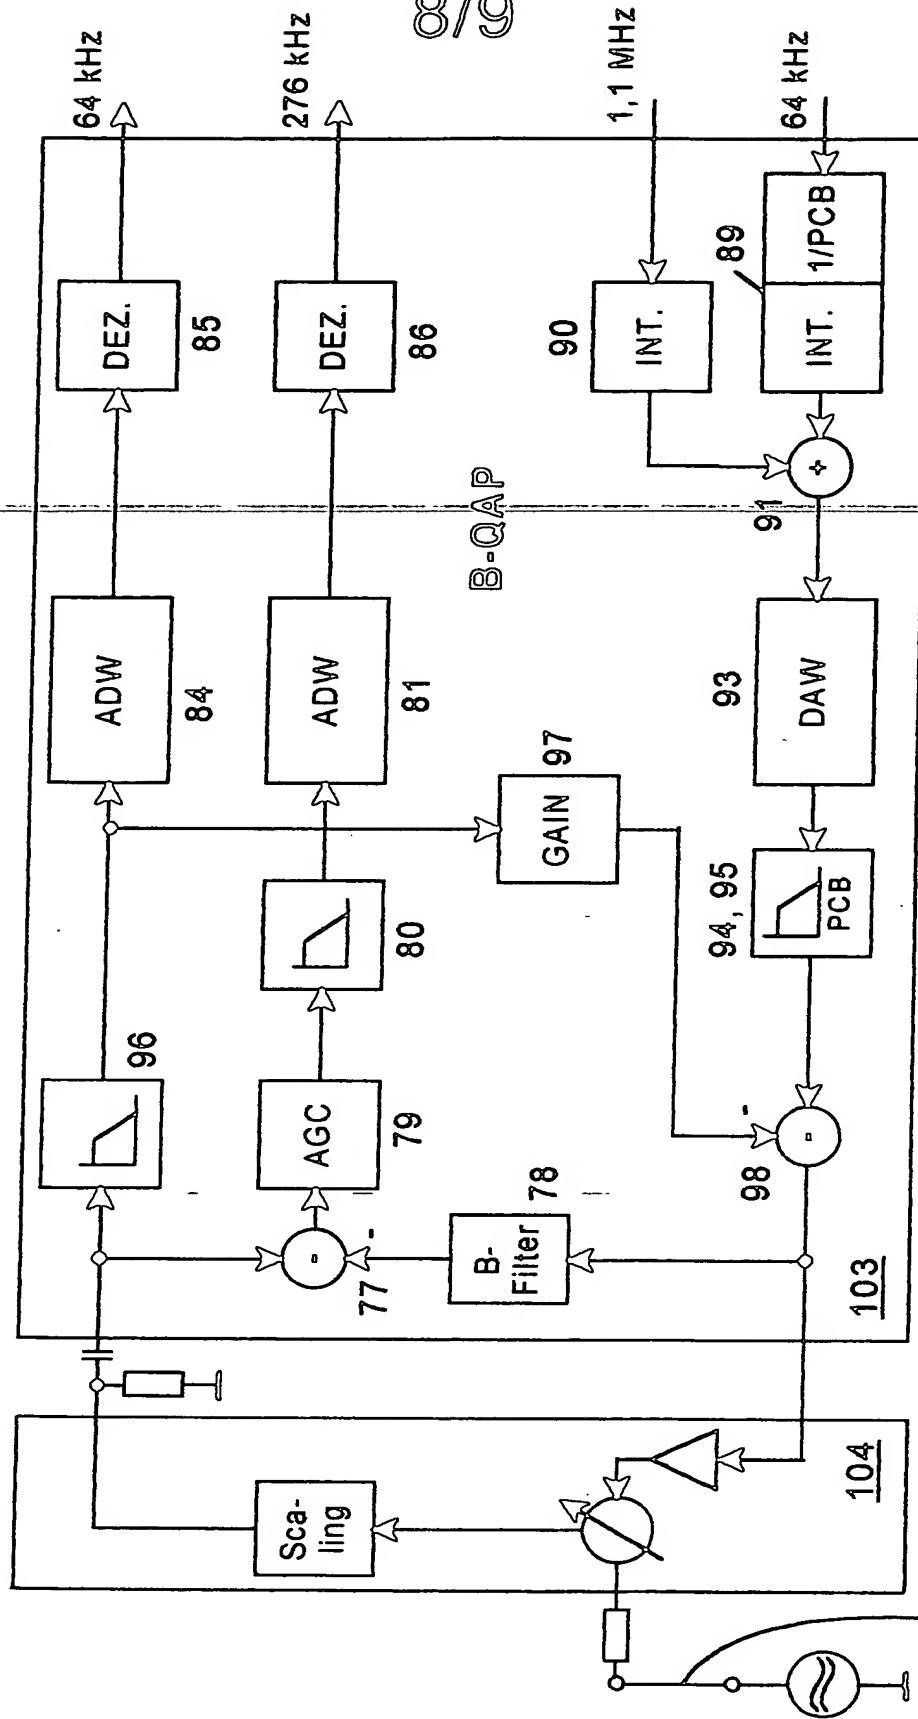 8/9
64 kHz
276 kHz
1,1 MHz
64 kHz
DEZ.
85
DEZ.
86
90
INT.
89
1/PCB
INT.
+
91
B-QAP
ADW
84
ADW
81
93
DAW
GAIN
97
80
94, 95
PCB
96
AGC
79
-
98
-
77
B-
Filter
78
103
Sca-
ling
104